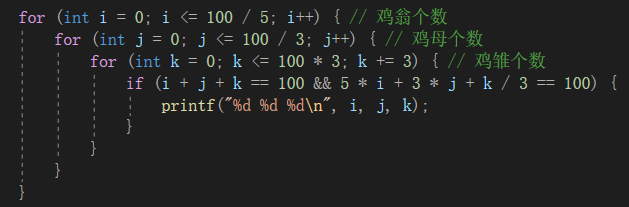 for (int i = 0; i <= 100 / 5; i++) { // 鸡翁个数
    for (int j = 0; j <= 100 / 3; j++) { // 鸡母个数
        for (int k = 0; k <= 100 * 3; k += 3) { // 鸡雏个数
            if (i + j + k == 100 && 5 * i + 3 * j + k / 3 == 100) {
                printf("%d %d %d\n", i, j, k);
            }
        }
    }
}